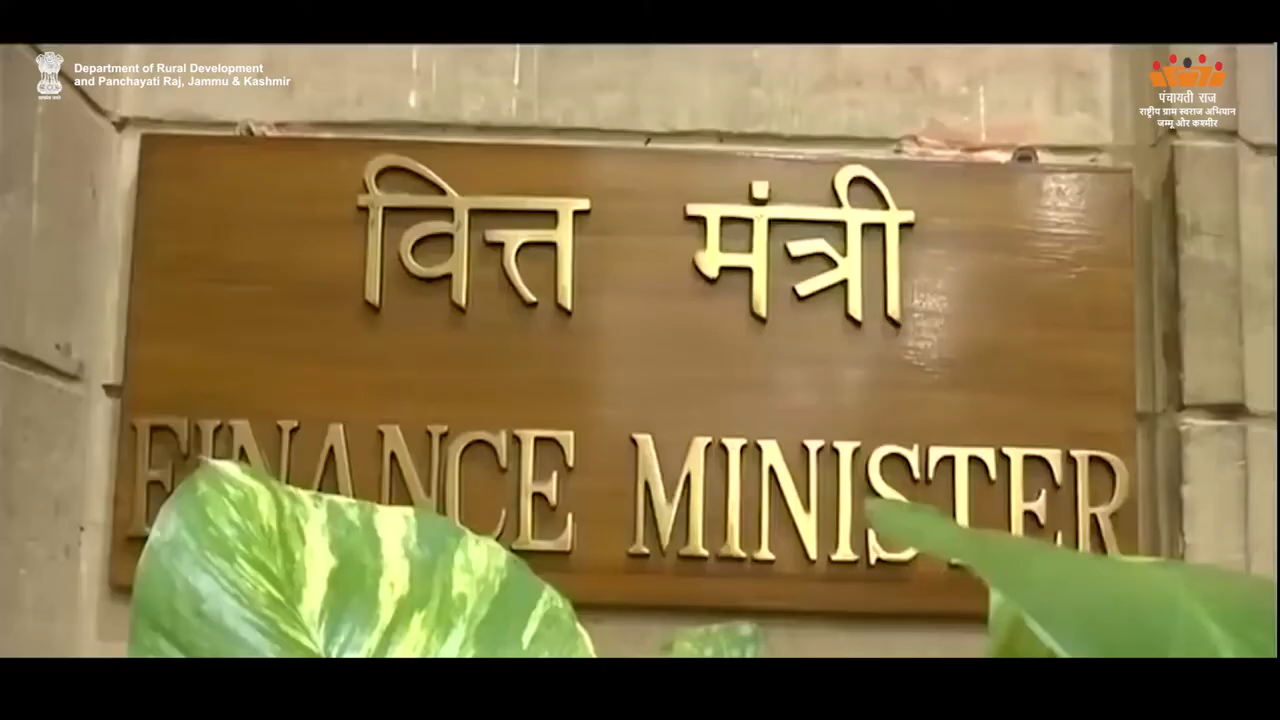 Department of Rural Development
and Panchayati Raj, Jammu & Kashmir
पंचायती राज
राष्ट्रीय ग्राम स्वराज अभियान
जम्मू और कश्मीर
वित्त मंत्री
FINANCE MINISTER